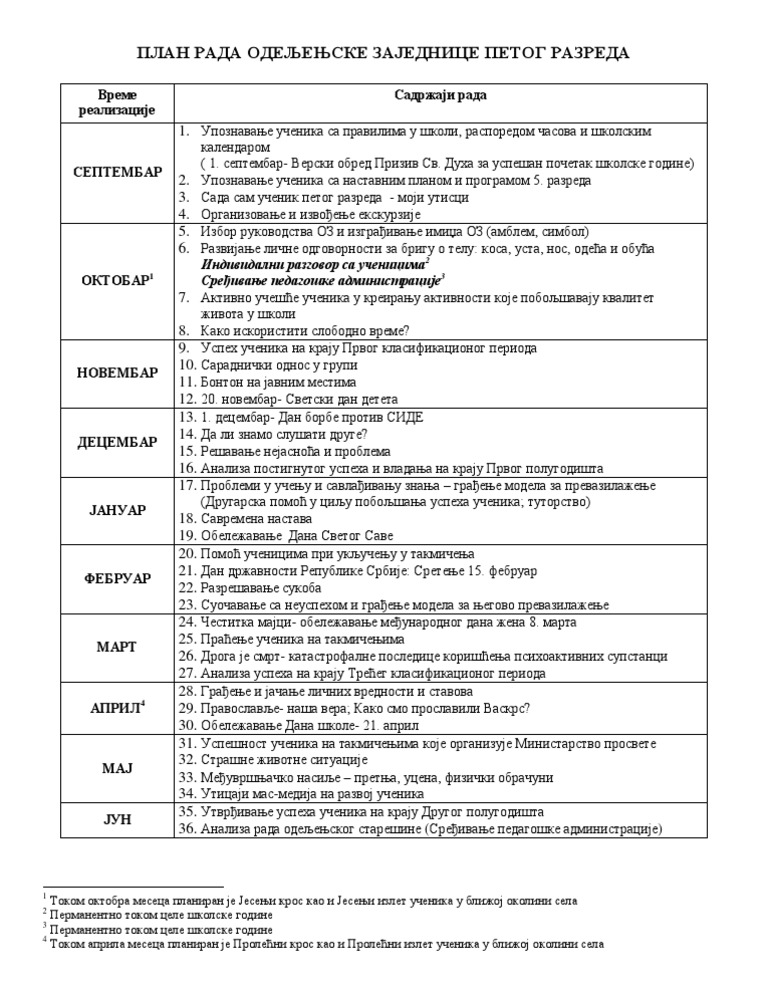 ПЛАН РАДА ОДЕЉЕЊСКЕ ЗАЈЕДНИЦЕ ПЕТОГ РАЗРЕДА
Време
реализације
Садржаји рада
СЕПТЕМБАР
1. Упознавање ученика са правилима у школи, распоредом часова и школским
календаром
( 1. септембар- Верски обред Призив Св. Духа за успешан почетак школске године)
2. Упознавање ученика са наставним планом и програмом 5. разреда
3. Сада сам ученик петог разреда - моји утисци
4. Организовање и извођење екскурзије
ОКТОБАР1
5. Избор руководства ОЗ и изграђивање имиџа ОЗ (амблем, симбол)
6. Развијање личне одговорности за бригу о телу: коса, уста, нос, одећа и обућа
Индивидални разговор са ученицима2
Сређивање педагошке администрације3
7. Активно учешће ученика у креирању активности које побољшавају квалитет
живота у школи
8. Како искористити слободно време?
НОВЕМБАР
9. Успех ученика на крају Првог класификационог периода
10. Сараднички однос у групи
11. Бонтон на јавним местима
12. 20. новембар- Светски дан детета
ДЕЦЕМБАР
13. 1. децембар- Дан борбе против СИДЕ
14. Да ли знамо слушати друге?
15. Решавање нејасноћа и проблема
16. Анализа постигнутог успеха и владања на крају Првог полугодишта
ЈАНУАР
17. Проблеми у учењу и савлађивању знања – грађење модела за превазилажење
(Другарска помоћ у циљу побољшања успеха ученика; туторство)
18. Савремена настава
19. Обележавање Дана Светог Саве
ФЕБРУАР
20. Помоћ ученицима при укључењу у такмичења
21. Дан државности Републике Србије: Сретење 15. фебруар
22. Разрешавање сукоба
23. Суочавање са неуспехом и грађење модела за његово превазилажење
МАРТ
24. Честитка мајци- обележавање међународног дана жена 8. марта
25. Праћење ученика на такмичењима
26. Дрога је смрт- катастрофалне последице коришћења психоактивних супстанци
27. Анализа успеха на крају Трећег класификационог периода
АПРИЛ4
28. Грађење и јачање личних вредности и ставова
29. Православље- наша вера; Како смо прославили Васкрс?
30. Обележавање Дана школе- 21. април
МАЈ
31. Успешност ученика на такмичењима које организује Министарство просвете
32. Страшне животне ситуације
33. Међувршњачко насиље – претња, уцена, физички обрачуни
34. Утицаји мас-медија на развој ученика
ЈУН
35. Утврђивање успеха ученика на крају Другог полугодишта
36. Анализа рада одељењског старешине (Сређивање педагошке администрације)
1 Током октобра месеца планиран је Јесењи крос као и Јесењи излет ученика у ближој околини села
2 Перманентно током целе школске године
3 Перманентно током целе школске године
4 Током априла месеца планиран је Пролећни крос као и Пролећни излет ученика у ближој околини села